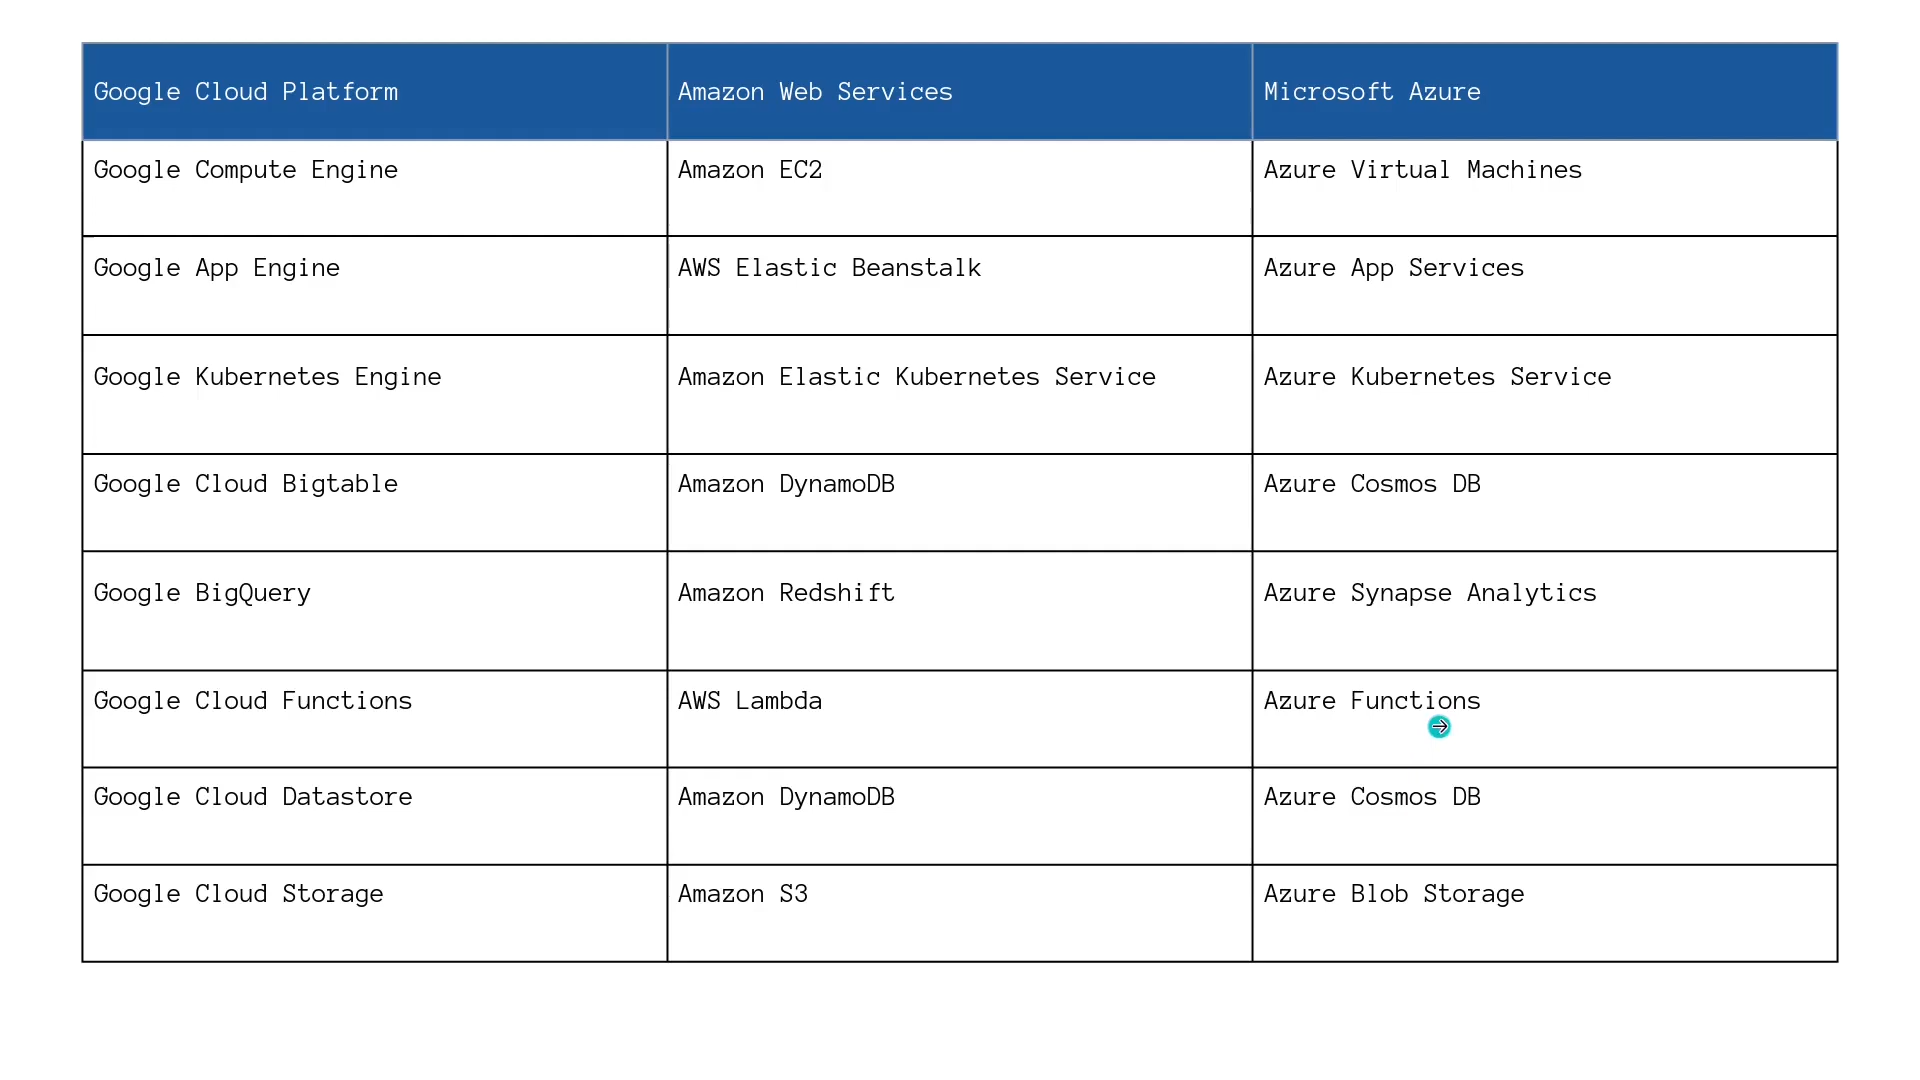 Google Cloud Platform
Amazon Web Services
Microsoft Azure
Google Compute Engine
Amazon EC2
Azure Virtual Machines
Google App Engine
AWS Elastic Beanstalk
Azure App Services
Google Kubernetes Engine
Amazon Elastic Kubernetes Service
Azure Kubernetes Service
Google Cloud Bigtable
Amazon DynamoDB
Azure Cosmos DB
Google BigQuery
Amazon Redshift
Azure Synapse Analytics
Google Cloud Functions
AWS Lambda
Azure Functions
Google Cloud Datastore
Amazon DynamoDB
Azure Cosmos DB
Google Cloud Storage
Amazon S3
Azure Blob Storage